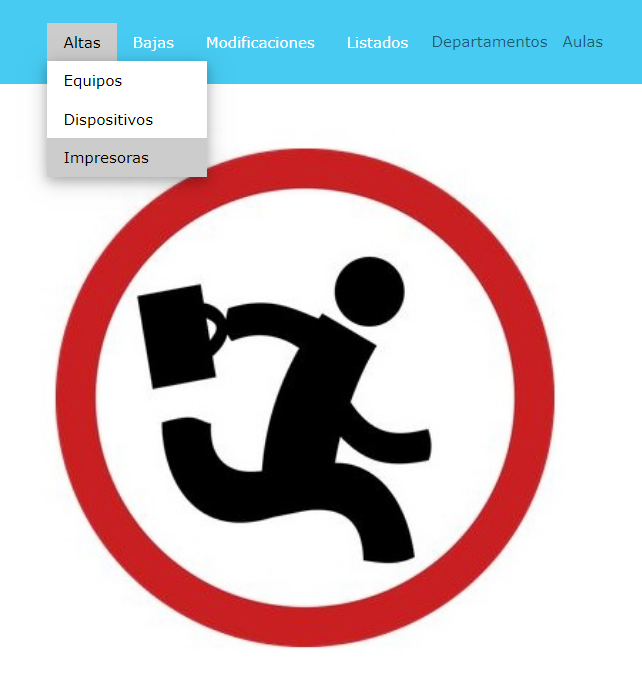 Altas Bajas Modificaciones Listados Departamentos Aulas
Equipos
Dispositivos
Impresoras